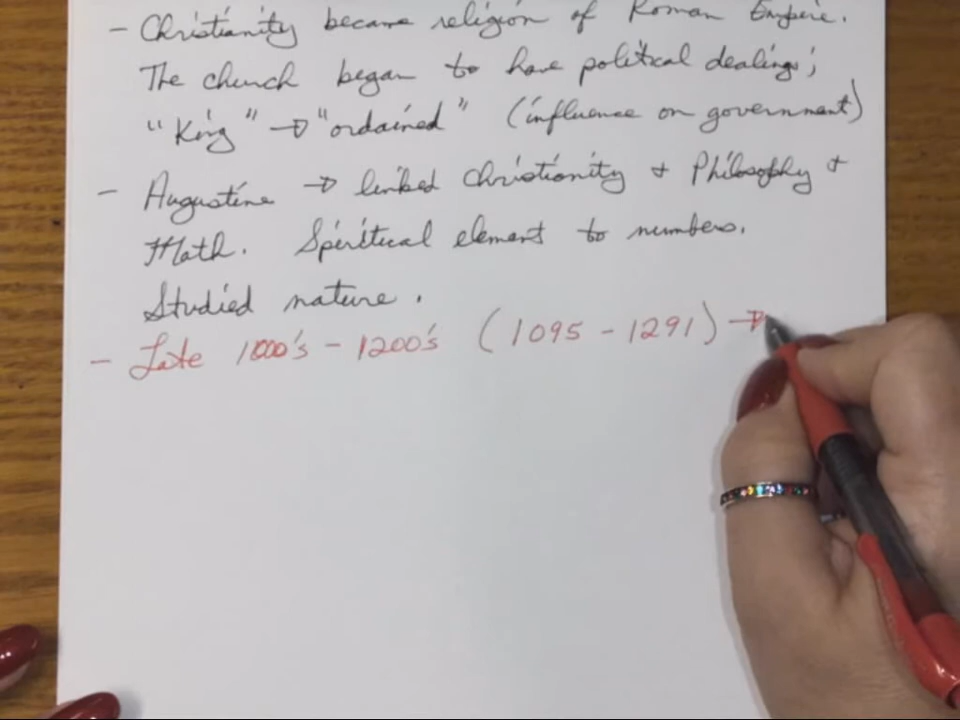 - Christianity became religion of Roman Empire.
The church began to have political dealings;
"King" → "ordained" (influence on government)
- Augustine → linked Christianity + Philosophy +
Math. Spiritual element to numbers.
Studied nature.
- Late 1000's - 1200's (1095 - 1291) →